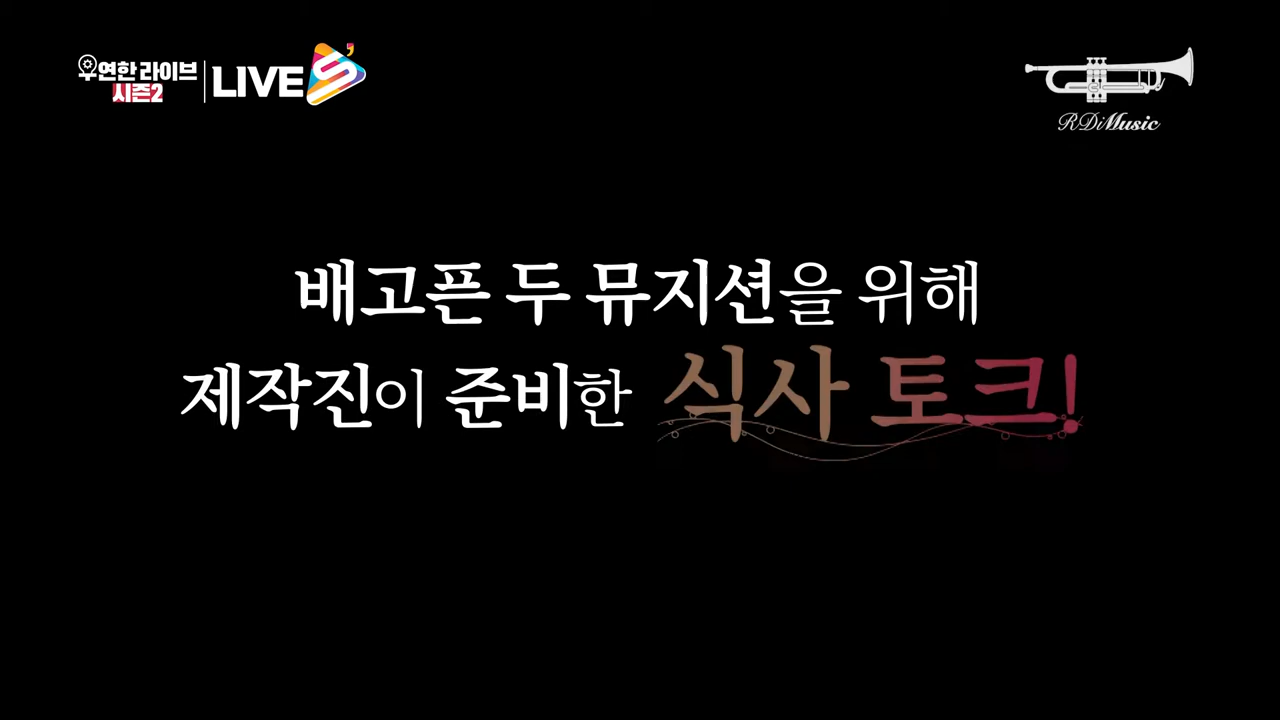 우연한 라이브
시즌2
LIVE S'
RDiMusic
배고픈 두 뮤지션을 위해
제작진이 준비한 식사 토크!